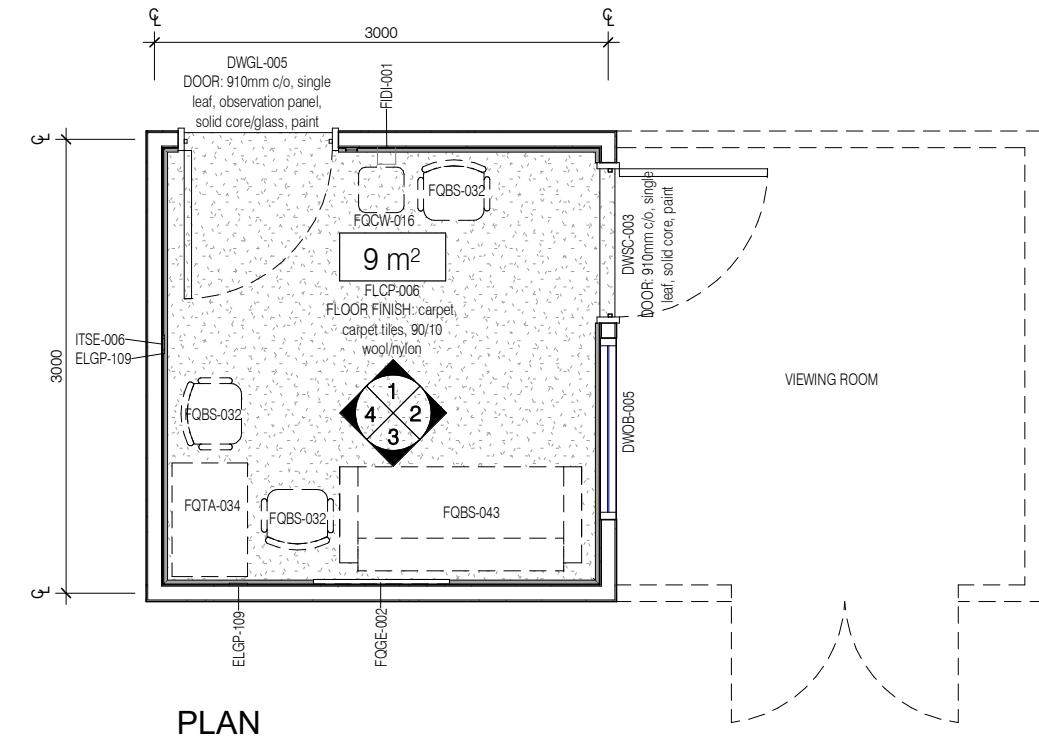 ℄
℄
3000
DWGL-005
DOOR: 910mm c/o, single
leaf, observation panel,
solid core/glass, paint
FIDI-001
℄
FQBS-032
FQCW-016
9 m²
FLCP-006
FLOOR FINISH: carpet,
carpet tiles, 90/10
wool/nylon
DWSC-003
DOOR: 910mm c/o, single
leaf, solid core, paint
ITSE-006
ELGP-109
3000
VIEWING ROOM
1
4 2
3
FQBS-032
DWOB-005
FQTA-034
FQBS-032
FQBS-043
℄
ELGP-109
FQGE-002
PLAN